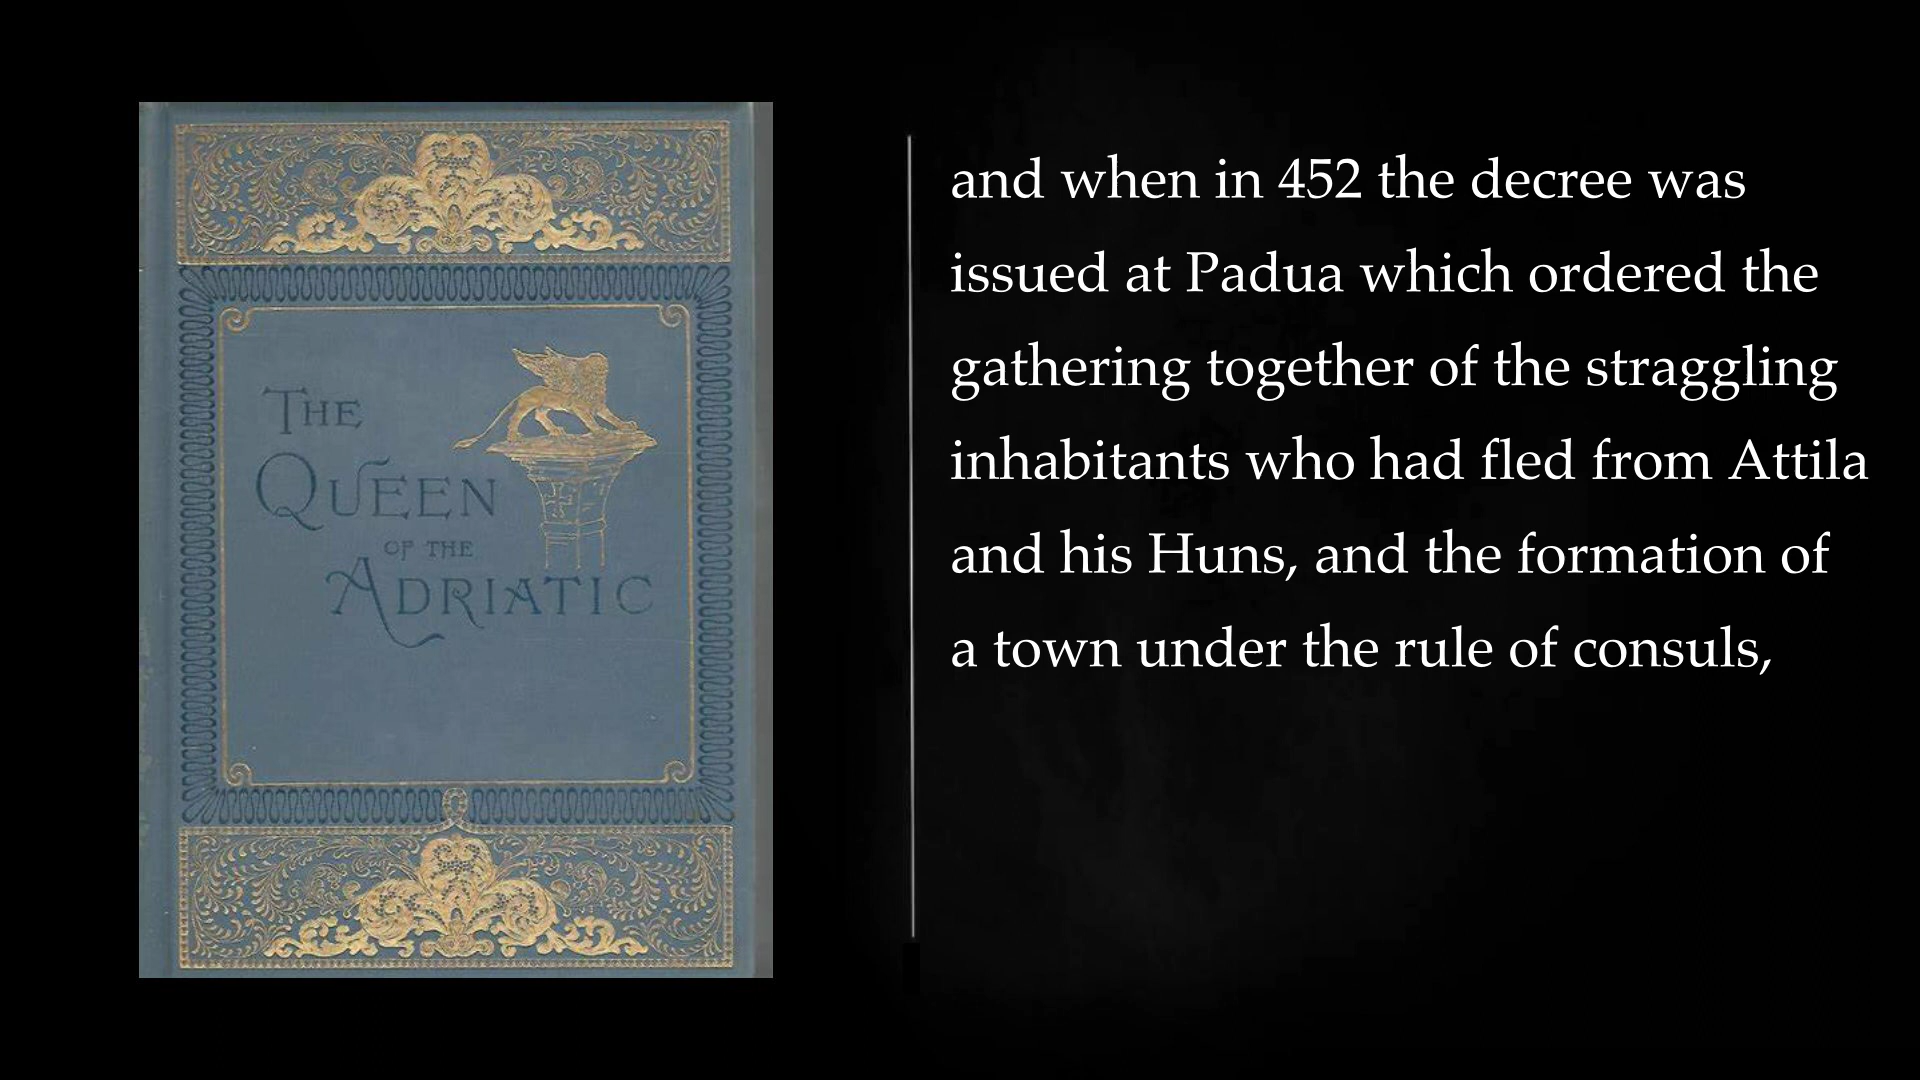 THE
QUEEN
OF THE
ADRIATIC
and when in 452 the decree was
issued at Padua which ordered the
gathering together of the straggling
inhabitants who had fled from Attila
and his Huns, and the formation of
a town under the rule of consuls,